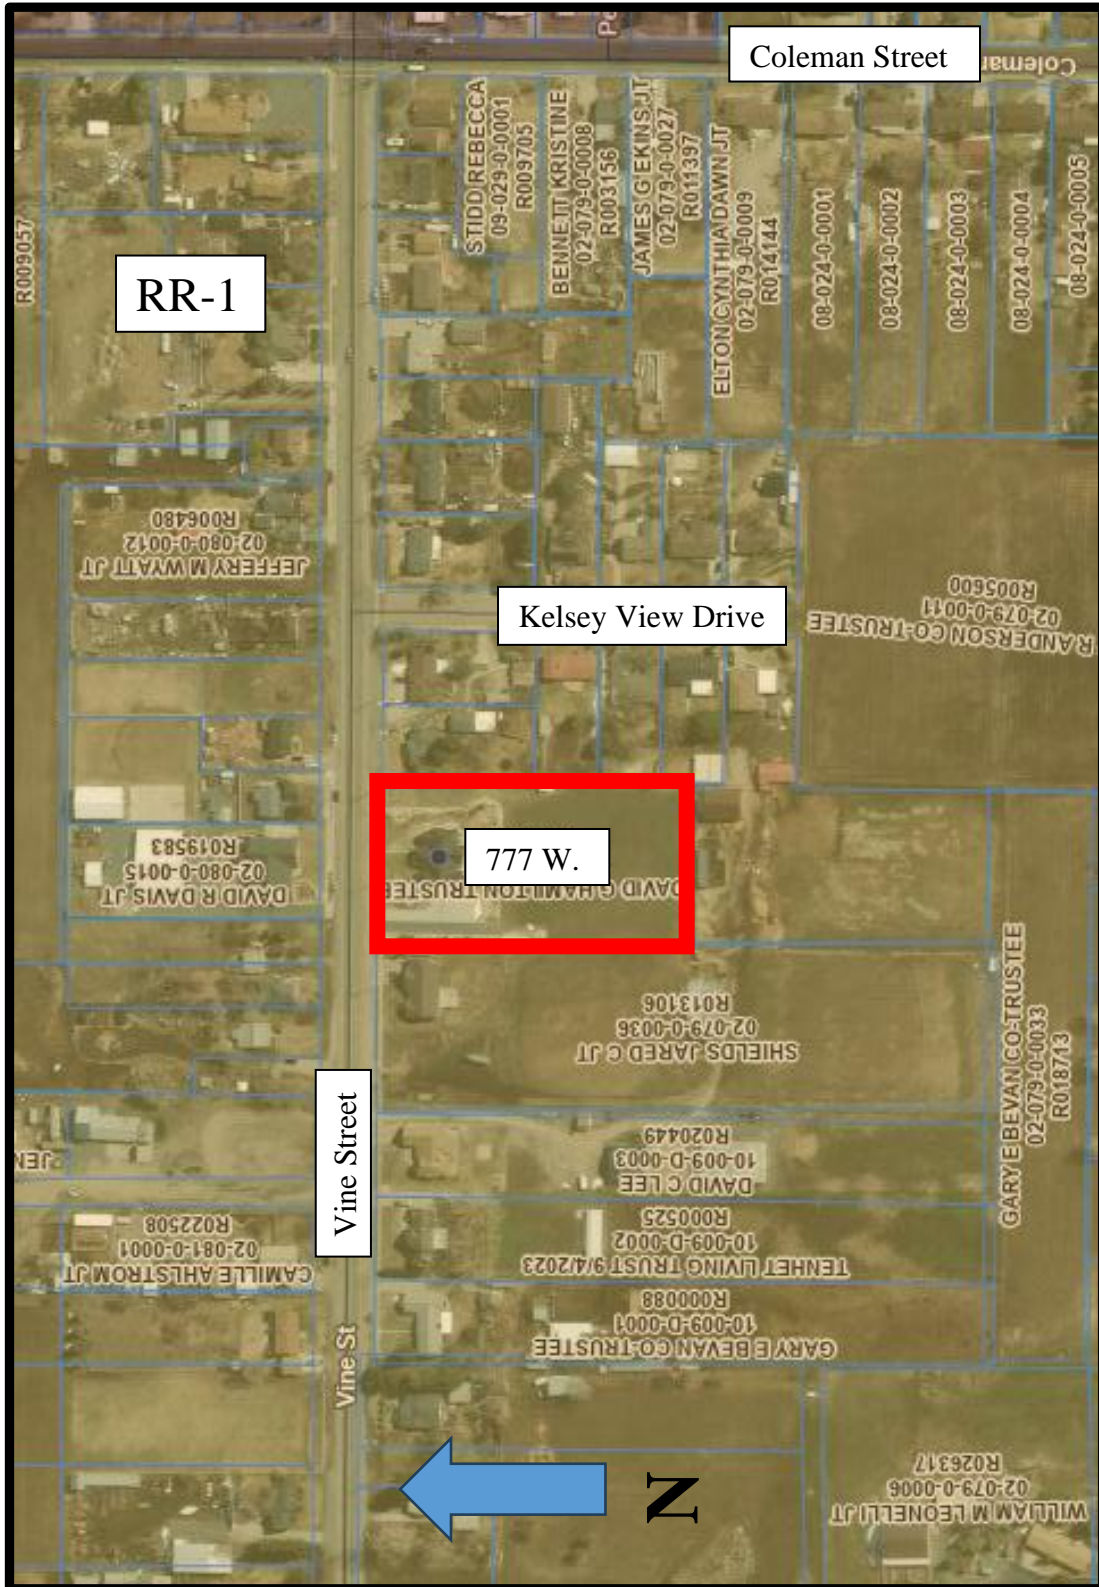 Coleman Street
R009057
STIDD REBECCA
09-029-0-0001
R009705
BENNETT KRISTINE
02-079-0-0008
R003156
JAMES G EKINS JT
02-079-0-0027
R011397
ELTON CYNTHIA DAWN JT
02-079-0-0009
R014144
08-024-0-0001
08-024-0-0002
08-024-0-0003
08-024-0-0004
08-024-0-0005
RR-1
JEFFERY M WYATT JT
02-080-0-0012
R006480
Kelsey View Drive
R ANDERSON CO-TRUSTEE
02-079-0-0011
R005600
777 W.
DAVID G HAMILTON TRUSTEE
DAVID R DAVIS JT
02-080-0-0015
R019583
SHIELDS JARED C JT
02-079-0-0036
R013106
GARY E BEVAN CO-TRUSTEE
02-079-0-0033
R018713
Vine Street
JEN
DAVID C LEE
10-009-D-0003
R020449
CAMILLE AHLSTROM JT
02-081-0-0001
R022508
TENHET LIVING TRUST 9/4/2023
10-009-D-0002
R000525
GARY E BEVAN CO-TRUSTEE
10-009-D-0001
R000088
Vine St
WILLIAM M LEONELLI JT
02-079-0-0006
R026317
N